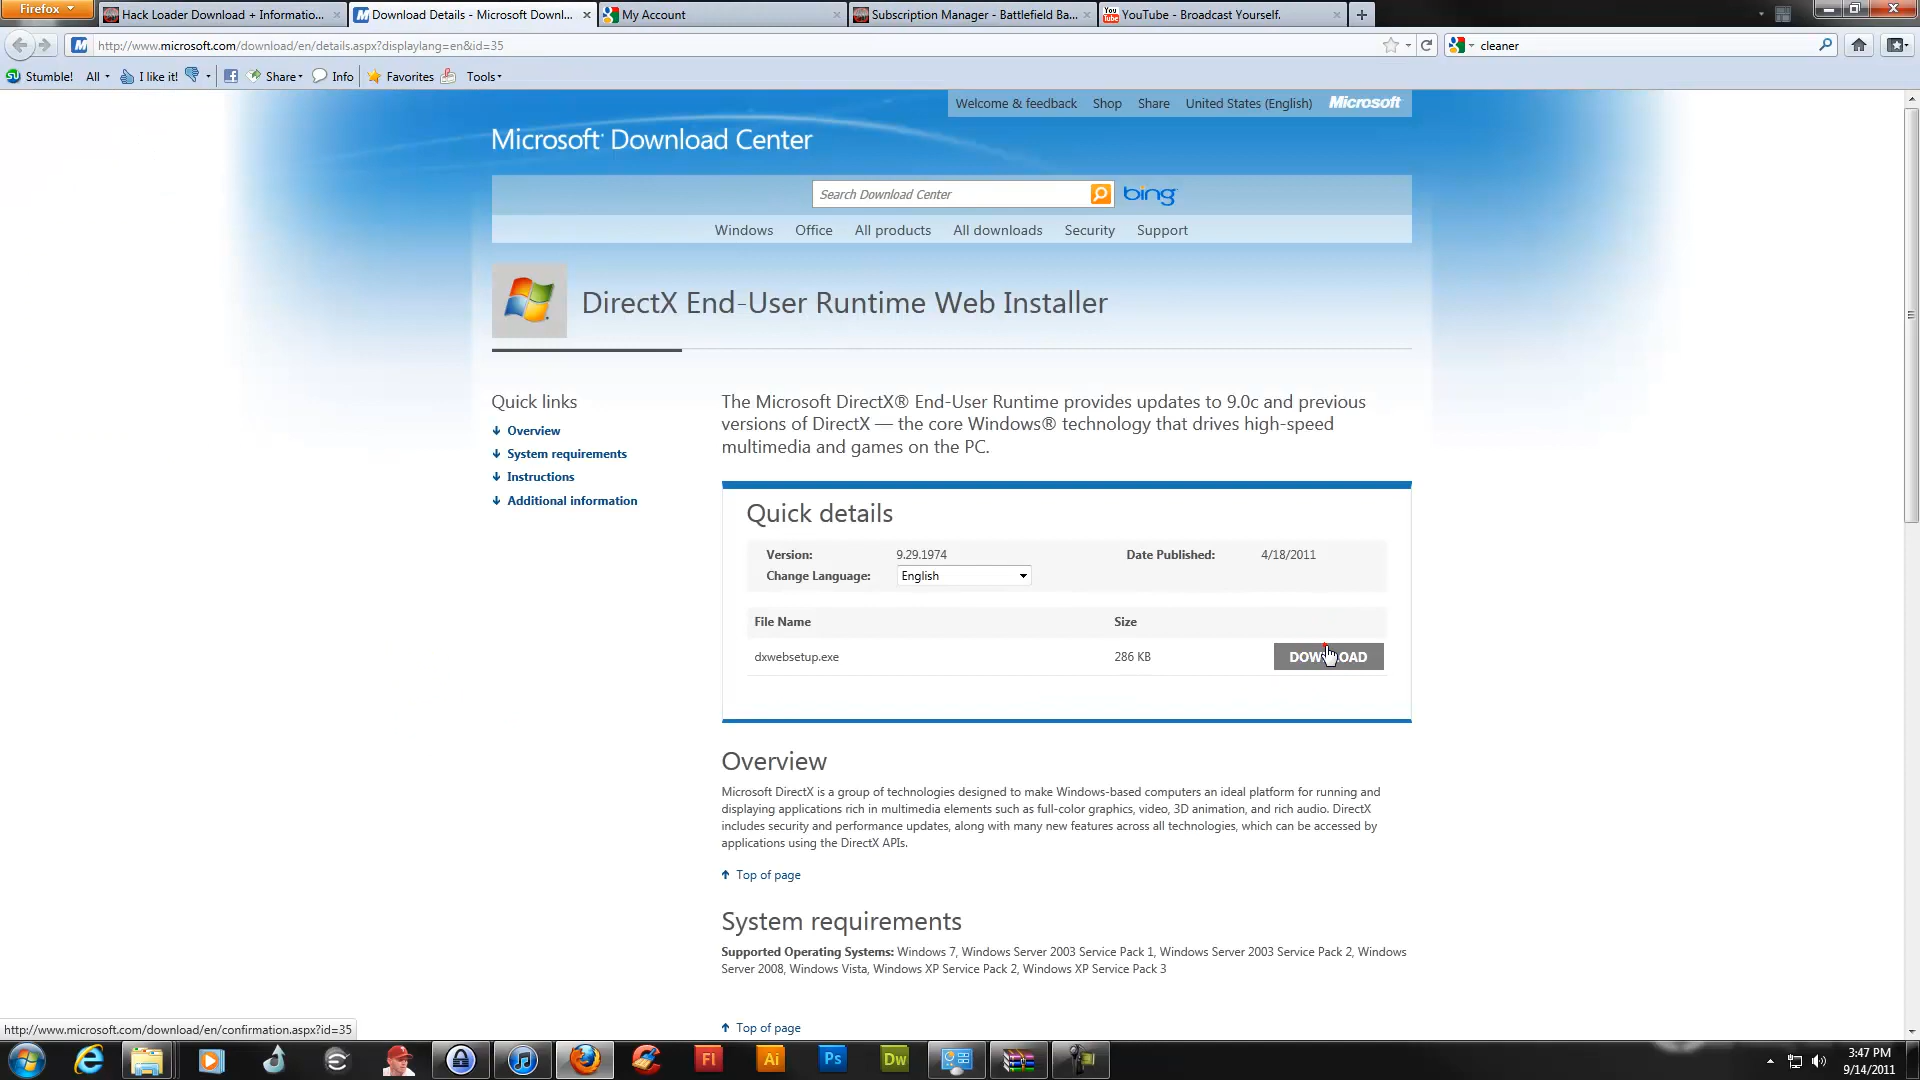 Firefox
Hack Loader Download + Informatio...
Download Details - Microsoft Downl...
My Account
Subscription Manager - Battlefield Ba...
You Tube
YouTube - Broadcast Yourself.
http://www.microsoft.com/download/en/details.aspx?displaylang=en&id=35
cleaner
Stumble! All I like it! Share Info Favorites Tools
Welcome & feedback Shop Share United States (English) Microsoft
Microsoft Download Center
Search Download Center bing
Windows Office All products All downloads Security Support
DirectX End-User Runtime Web Installer
Quick links
Overview
System requirements
Instructions
Additional information
The Microsoft DirectX® End-User Runtime provides updates to 9.0c and previous
versions of DirectX — the core Windows® technology that drives high-speed
multimedia and games on the PC.
Quick details
Version: 9.29.1974 Date Published: 4/18/2011
Change Language: English
File Name Size
dxwebsetup.exe 286 KB DOWNLOAD
Overview
Microsoft DirectX is a group of technologies designed to make Windows-based computers an ideal platform for running and
displaying applications rich in multimedia elements such as full-color graphics, video, 3D animation, and rich audio. DirectX
includes security and performance updates, along with many new features across all technologies, which can be accessed by
applications using the DirectX APIs.
Top of page
System requirements
Supported Operating Systems: Windows 7, Windows Server 2003 Service Pack 1, Windows Server 2003 Service Pack 2, Windows
Server 2008, Windows Vista, Windows XP Service Pack 2, Windows XP Service Pack 3
Top of page
http://www.microsoft.com/download/en/confirmation.aspx?id=35
Fl Ai Ps Dw
3:47 PM
9/14/2011